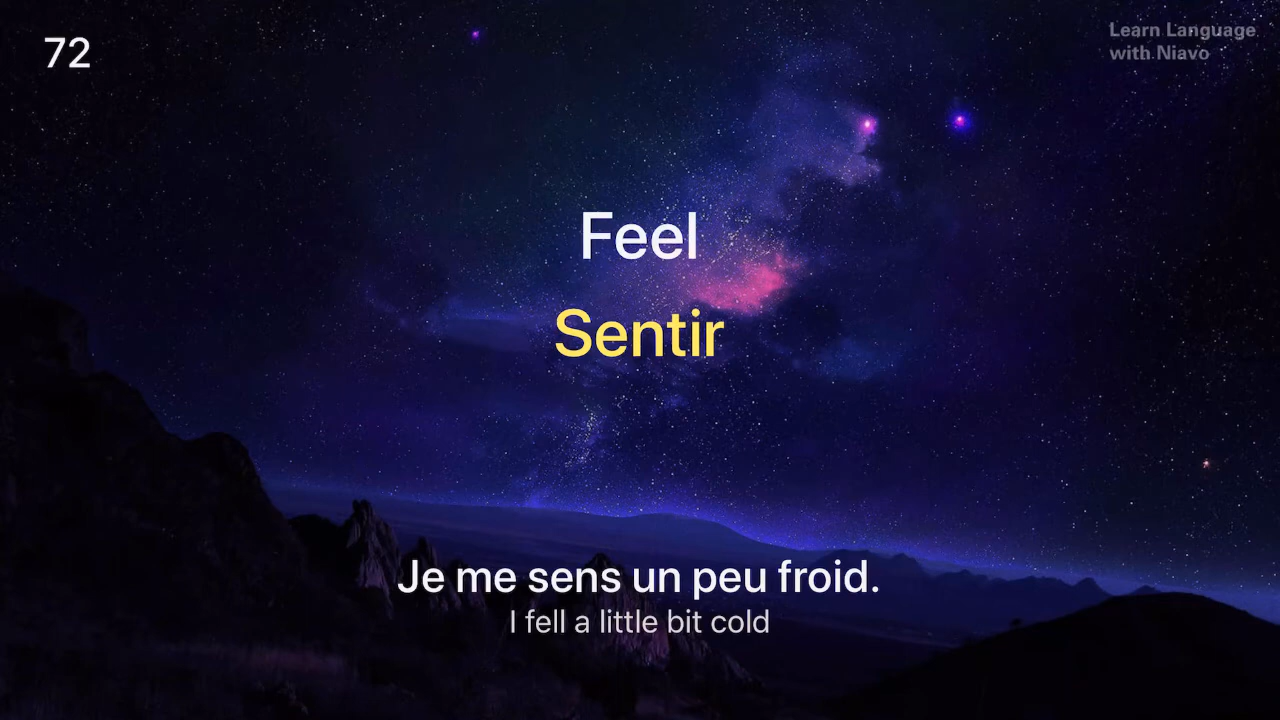 72
Learn Language
with Niavo
Feel
Sentir
Je me sens un peu froid.
I fell a little bit cold